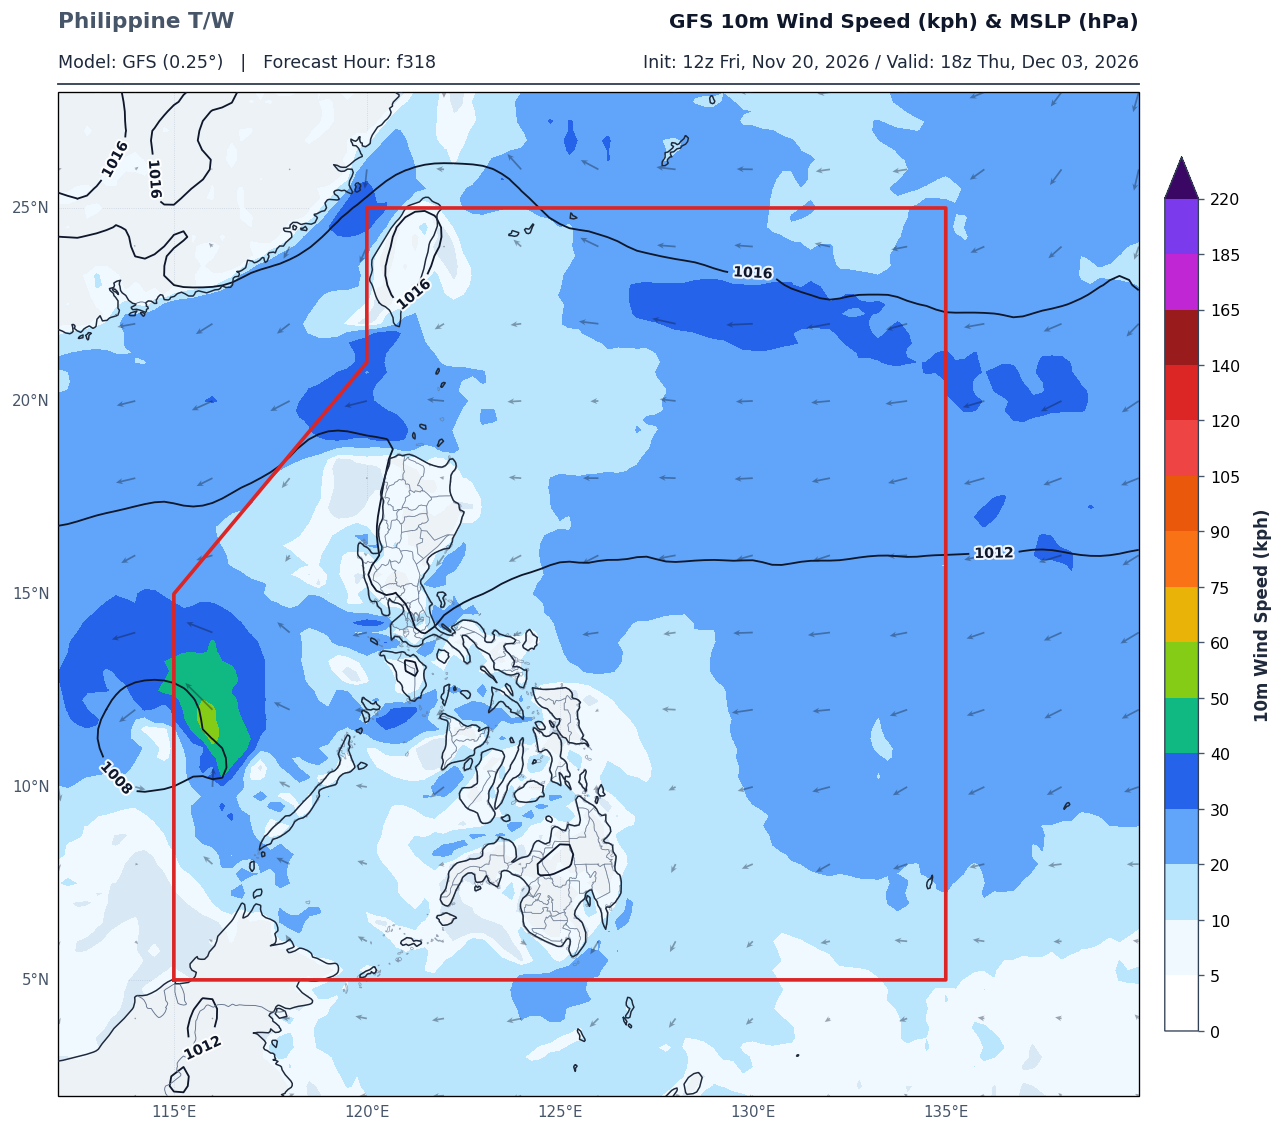 Philippine T/W
GFS 10m Wind Speed (kph) & MSLP (hPa)
Model: GFS (0.25°) | Forecast Hour: f318
Init: 12z Fri, Nov 20, 2026 / Valid: 18z Thu, Dec 03, 2026
1016
1016
1016
1016
1012
1008
1012
25°N
20°N
15°N
10°N
5°N
115°E
120°E
125°E
130°E
135°E
220
185
165
140
120
105
90
75
60
50
40
30
20
10
5
0
10m Wind Speed (kph)